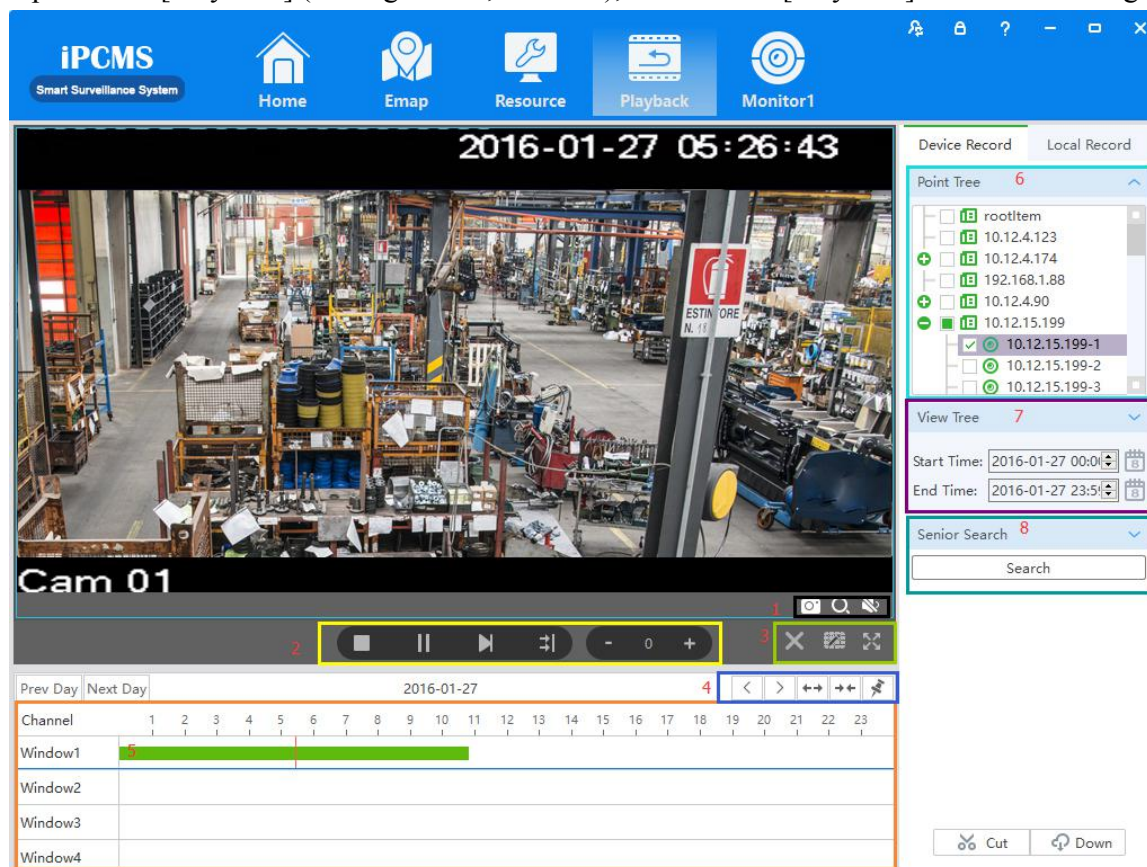 iPCMS
Smart Surveillance System
Home
Emap
Resource
Playback
Monitor1
?
2016-01-27 05:26:43
ESTINTORE
N. 18
Cam 01
1
2
3
- 0 +
Device Record
Local Record
Point Tree 6
rootItem
10.12.4.123
10.12.4.174
192.168.1.88
10.12.4.90
10.12.15.199
10.12.15.199-1
10.12.15.199-2
10.12.15.199-3
View Tree 7
Start Time: 2016-01-27 00:0
8
End Time: 2016-01-27 23:5
8
Senior Search 8
Search
Prev Day Next Day 2016-01-27 4
Channel 1 2 3 4 5 6 7 8 9 10 11 12 13 14 15 16 17 18 19 20 21 22 23
Window1 5
Window2
Window3
Window4
Cut
Down